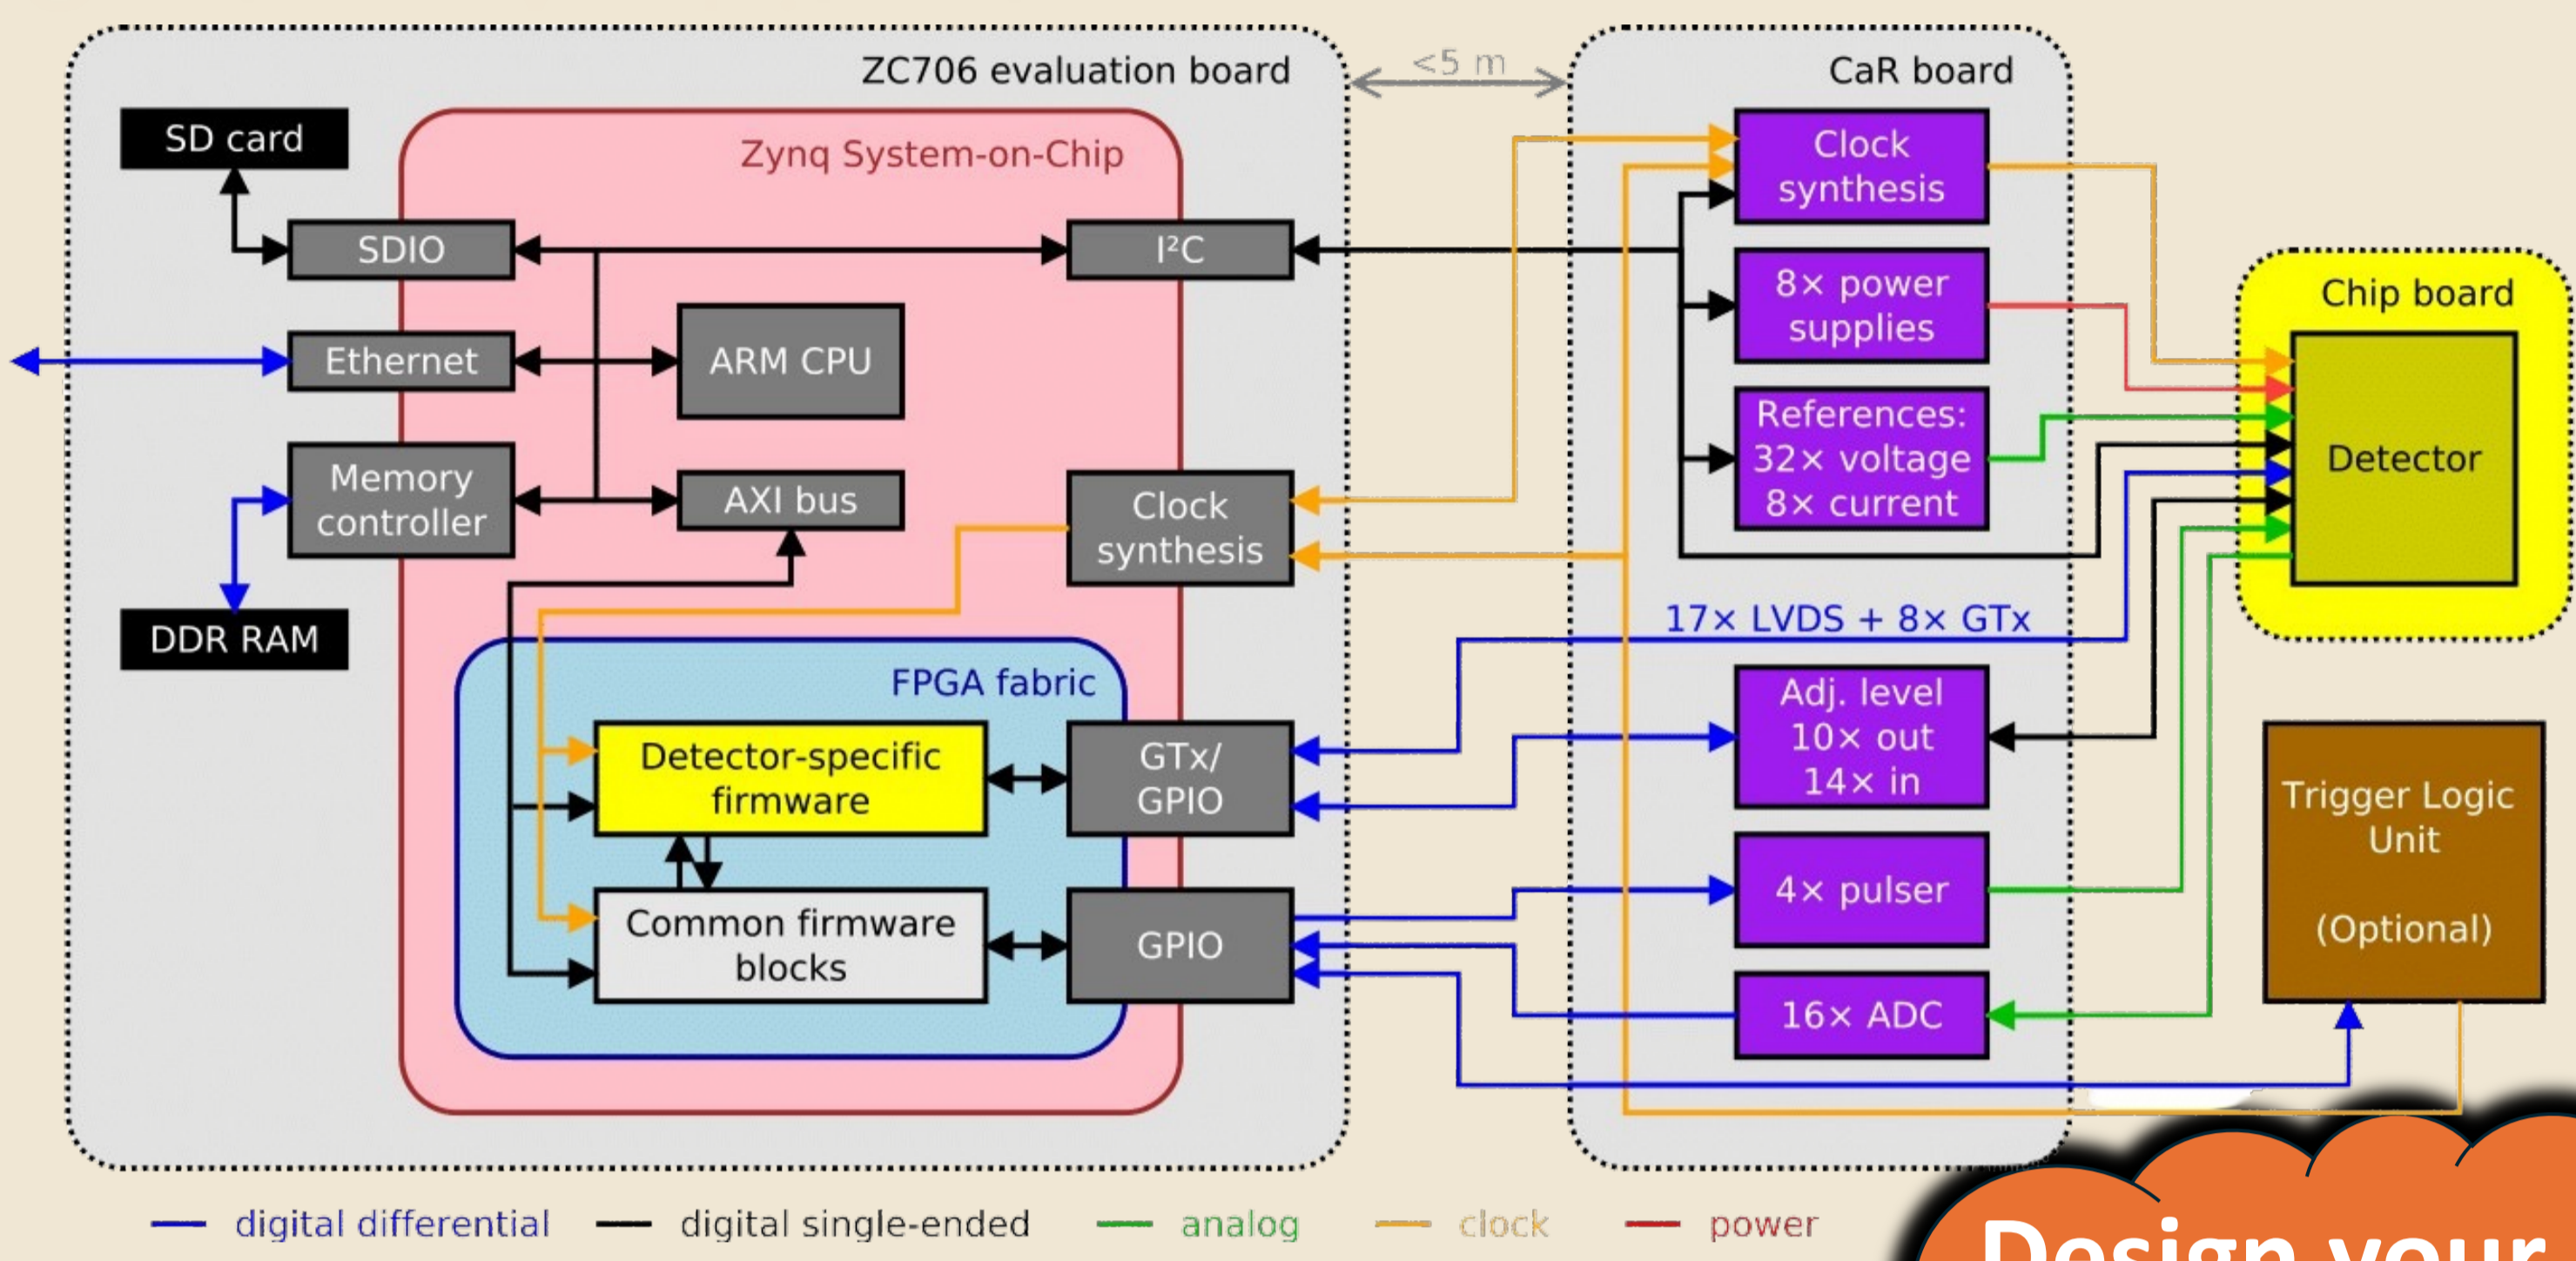 ZC706 evaluation board
<5 m
CaR board
SD card
Zynq System-on-Chip
Clock
synthesis
SDIO
I²C
8× power
supplies
Chip board
Ethernet
ARM CPU
References:
32× voltage
8× current
Detector
Memory
controller
AXI bus
Clock
synthesis
DDR RAM
17× LVDS + 8× GTx
FPGA fabric
Detector-specific
firmware
GTx/
GPIO
Adj. level
10× out
14× in
Trigger Logic
Unit
(Optional)
Common firmware
blocks
GPIO
4× pulser
16× ADC
digital differential
digital single-ended
analog
clock
power
Design your